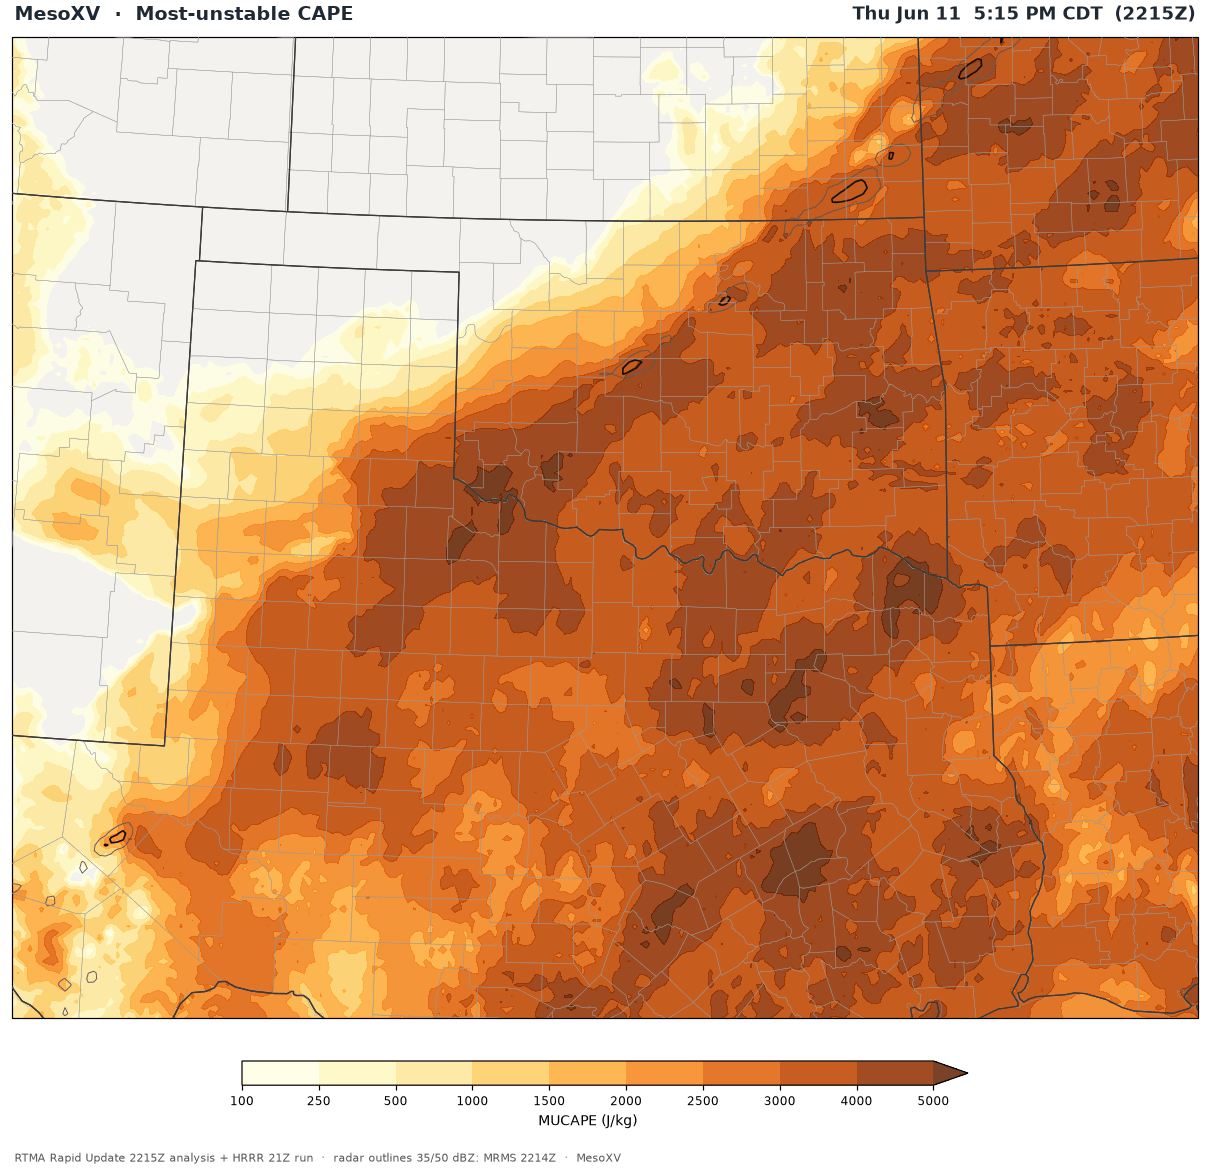 MesoXV · Most-unstable CAPE
Thu Jun 11 5:15 PM CDT (2215Z)
100 250 500 1000 1500 2000 2500 3000 4000 5000
MUCAPE (J/kg)
RTMA Rapid Update 2215Z analysis + HRRR 21Z run · radar outlines 35/50 dBZ: MRMS 2214Z · MesoXV